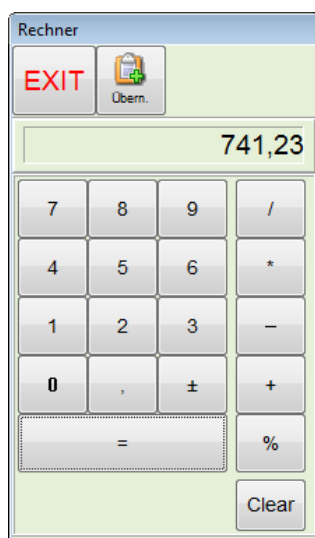 Rechner
EXIT Übern.
741,23
7 8 9 /
4 5 6 *
1 2 3 –
0 , ± +
= %
Clear